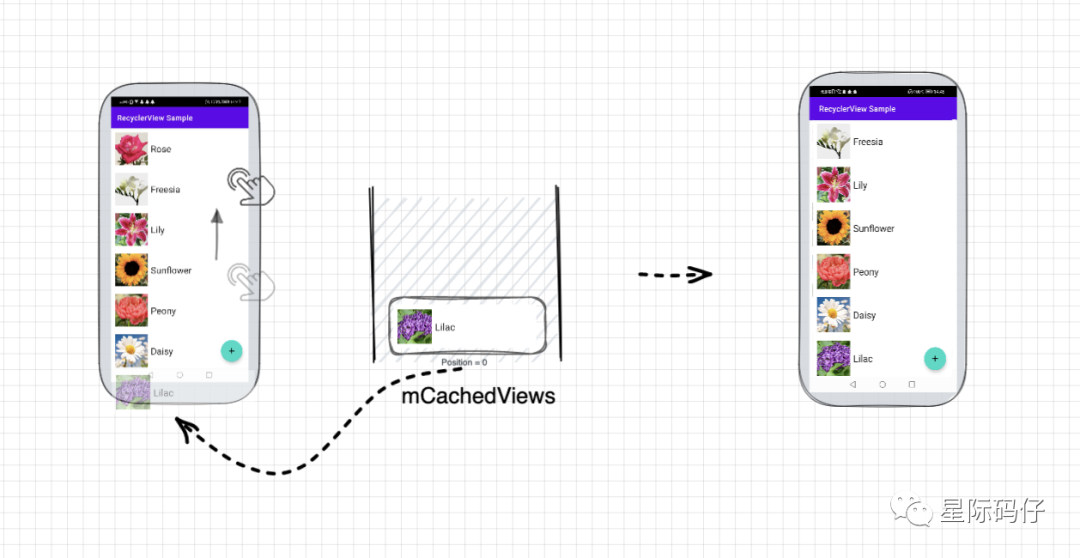 RecyclerView Sample
Rose
Freesia
Lily
Sunflower
Peony
Daisy
+
Lilac
Lilac
Position = 0
mCachedViews
RecyclerView Sample
Freesia
Lily
Sunflower
Peony
Daisy
Lilac
+
星际码仔